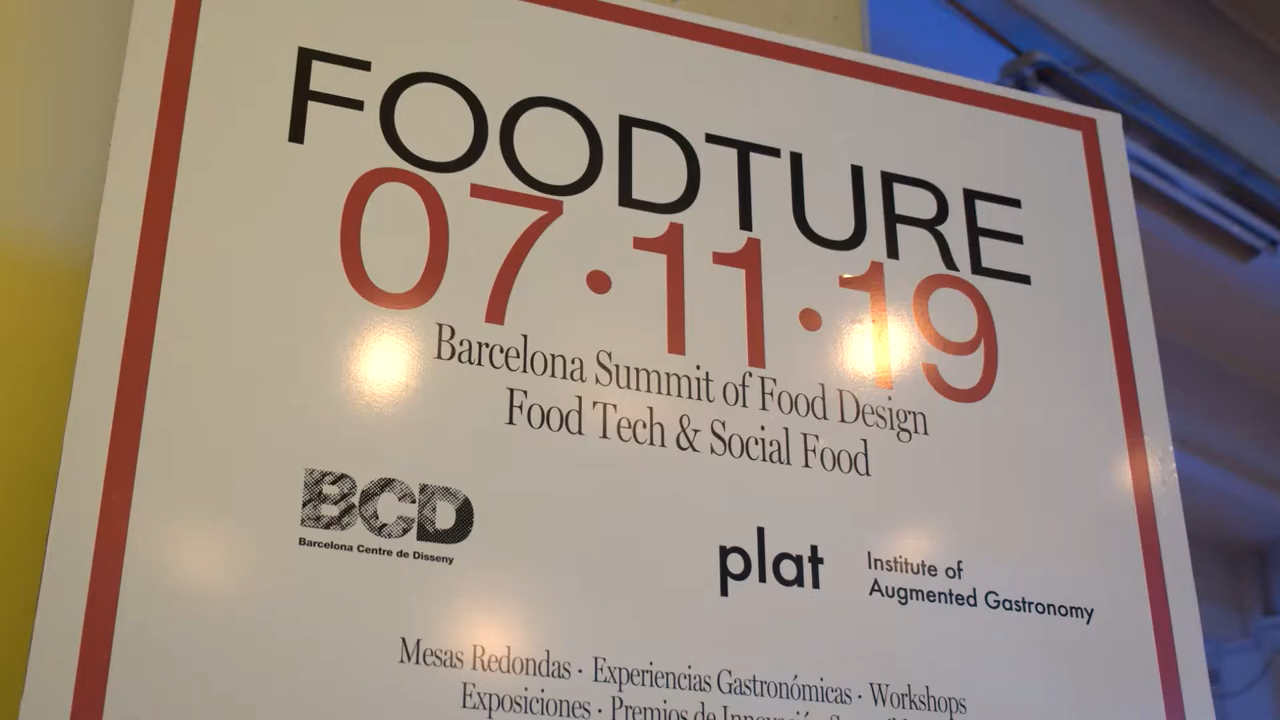 FOODTURE
07·11·19
Barcelona Summit of Food Design
Food Tech & Social Food
BCD
Barcelona Centre de Disseny
plat
Institute of
Augmented Gastronomy
Mesas Redondas · Experiencias Gastronómicas · Workshops
Exposiciones · Premios de Innovación